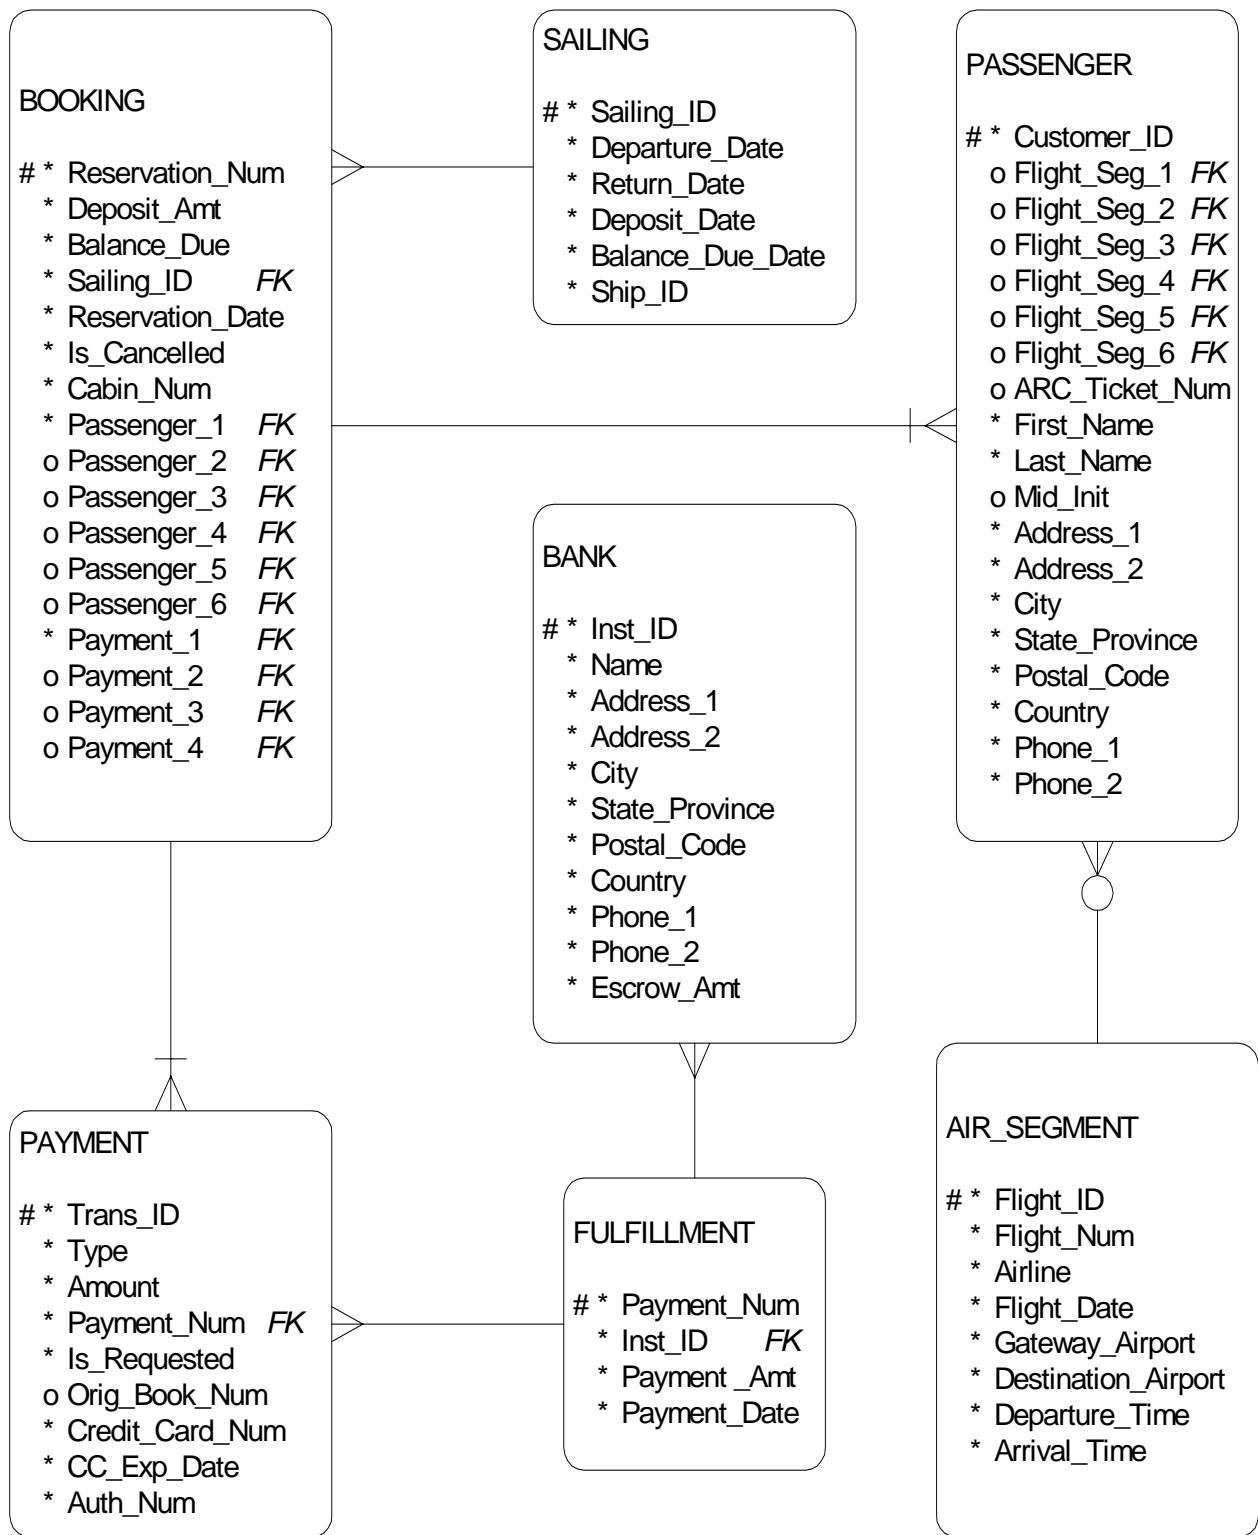 BOOKING
# * Reservation_Num
* Deposit_Amt
* Balance_Due
* Sailing_ID FK
* Reservation_Date
* Is_Cancelled
* Cabin_Num
* Passenger_1 FK
o Passenger_2 FK
o Passenger_3 FK
o Passenger_4 FK
o Passenger_5 FK
o Passenger_6 FK
* Payment_1 FK
o Payment_2 FK
o Payment_3 FK
o Payment_4 FK
SAILING
# * Sailing_ID
* Departure_Date
* Return_Date
* Deposit_Date
* Balance_Due_Date
* Ship_ID
PASSENGER
# * Customer_ID
o Flight_Seg_1 FK
o Flight_Seg_2 FK
o Flight_Seg_3 FK
o Flight_Seg_4 FK
o Flight_Seg_5 FK
o Flight_Seg_6 FK
o ARC_Ticket_Num
* First_Name
* Last_Name
o Mid_Init
* Address_1
* Address_2
* City
* State_Province
* Postal_Code
* Country
* Phone_1
* Phone_2
BANK
# * Inst_ID
* Name
* Address_1
* Address_2
* City
* State_Province
* Postal_Code
* Country
* Phone_1
* Phone_2
* Escrow_Amt
PAYMENT
# * Trans_ID
* Type
* Amount
* Payment_Num FK
* Is_Requested
o Orig_Book_Num
* Credit_Card_Num
* CC_Exp_Date
* Auth_Num
FULFILLMENT
# * Payment_Num
* Inst_ID FK
* Payment _Amt
* Payment_Date
AIR_SEGMENT
# * Flight_ID
* Flight_Num
* Airline
* Flight_Date
* Gateway_Airport
* Destination_Airport
* Departure_Time
* Arrival_Time